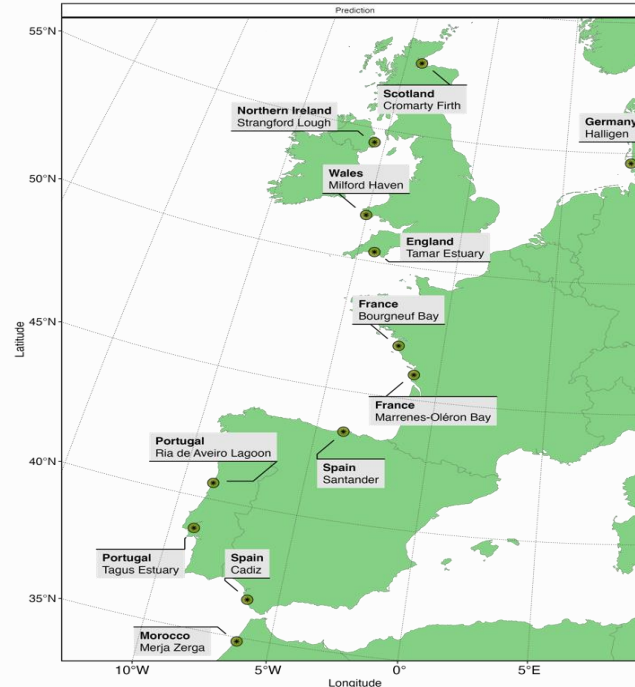 Prediction
55°N
Scotland
Cromarty Firth
Northern Ireland
Strangford Lough
Germany
Halligen
50°N
Wales
Milford Haven
England
Tamar Estuary
France
Bourgneuf Bay
45°N
Latitude
France
Marrenes-Oléron Bay
Portugal
Ria de Aveiro Lagoon
40°N
Spain
Santander
Portugal
Tagus Estuary
Spain
Cadiz
35°N
Morocco
Merja Zerga
10°W
5°W
0°
5°E
Longitude